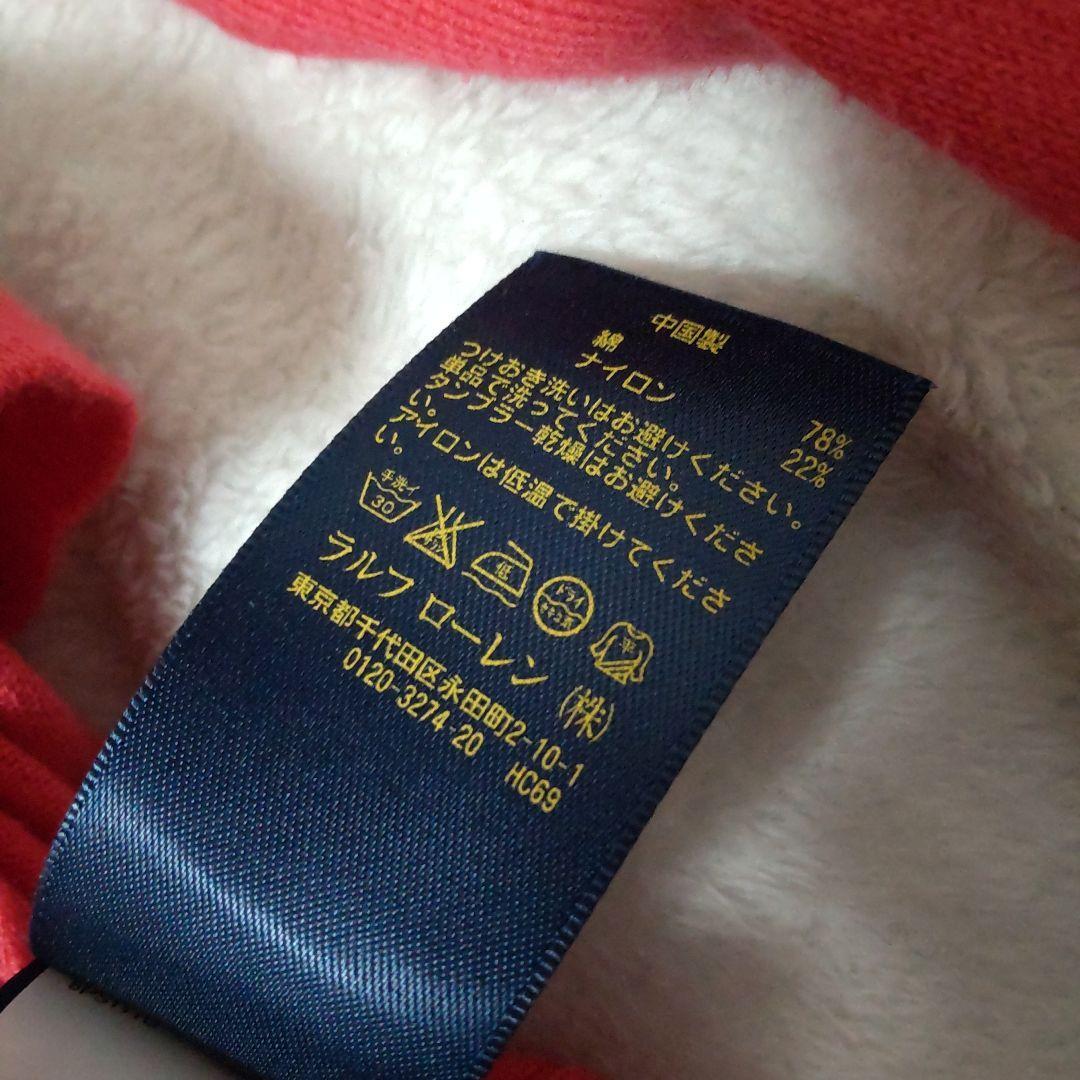 中国製
綿 78%
ナイロン 22%
つけおき洗いはお避けください。
単品で洗ってください。
タンブラー乾燥はお避けくださ
い。
アイロンは低温で掛けてくださ
い。
手洗イ 30 低 ドライ 平
ラルフ ローレン (株)
東京都千代田区永田町2-10-1
0120-3274-20 HC69